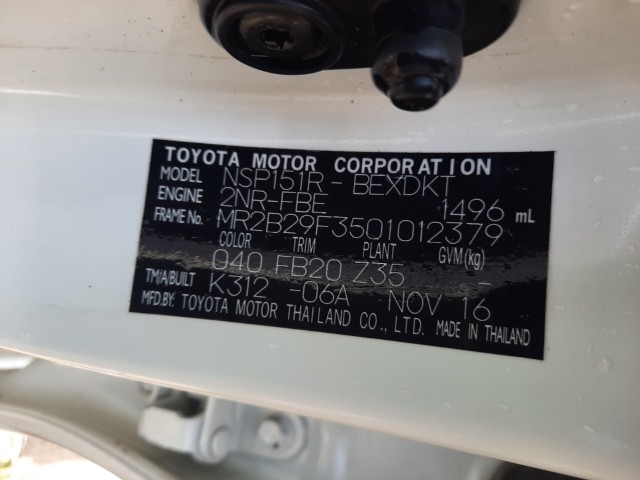 TOYOTA MOTOR CORPORATION
MODEL NSP151R - BEXDKT
ENGINE 2NR-FBE 1496 mL
FRAME No. MR2B29F3501012379
COLOR TRIM PLANT GVM(kg)
040 FB20 Z35 -
TM/A/BUILT K312 -06A NOV 16
MFD.BY: TOYOTA MOTOR THAILAND CO., LTD. MADE IN THAILAND